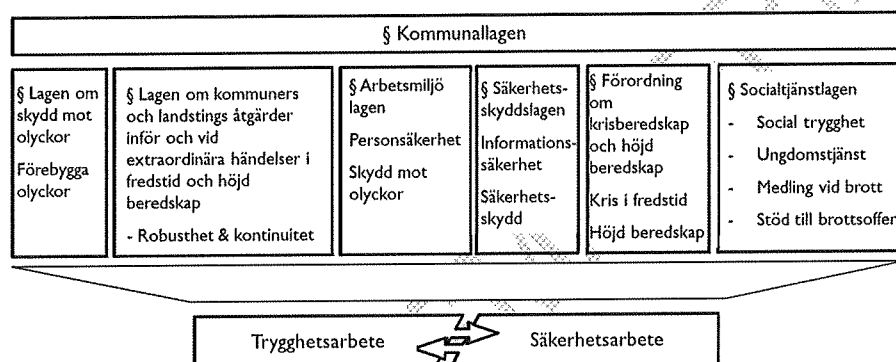 § Kommunallagen
§ Lagen om
skydd mot
olyckor
Förebygga
olyckor
§ Lagen om kommuners
och landstings åtgärder
inför och vid
extraordinära händelser i
fredstid och höjd
beredskap
- Robusthet & kontinuitet
§ Arbetsmiljö
lagen
Personsäkerhet
Skydd mot
olyckor
§ Säkerhets-
skyddslagen
Informations-
säkerhet
Säkerhets-
skydd
§ Förordning
om
krisberedskap
och höjd
beredskap
Kris i fredstid
Höjd beredskap
§ Socialtjänstlagen
- Social trygghet
- Ungdomstjänst
- Medling vid brott
- Stöd till brottsoffer
Trygghetsarbete
Säkerhetsarbete